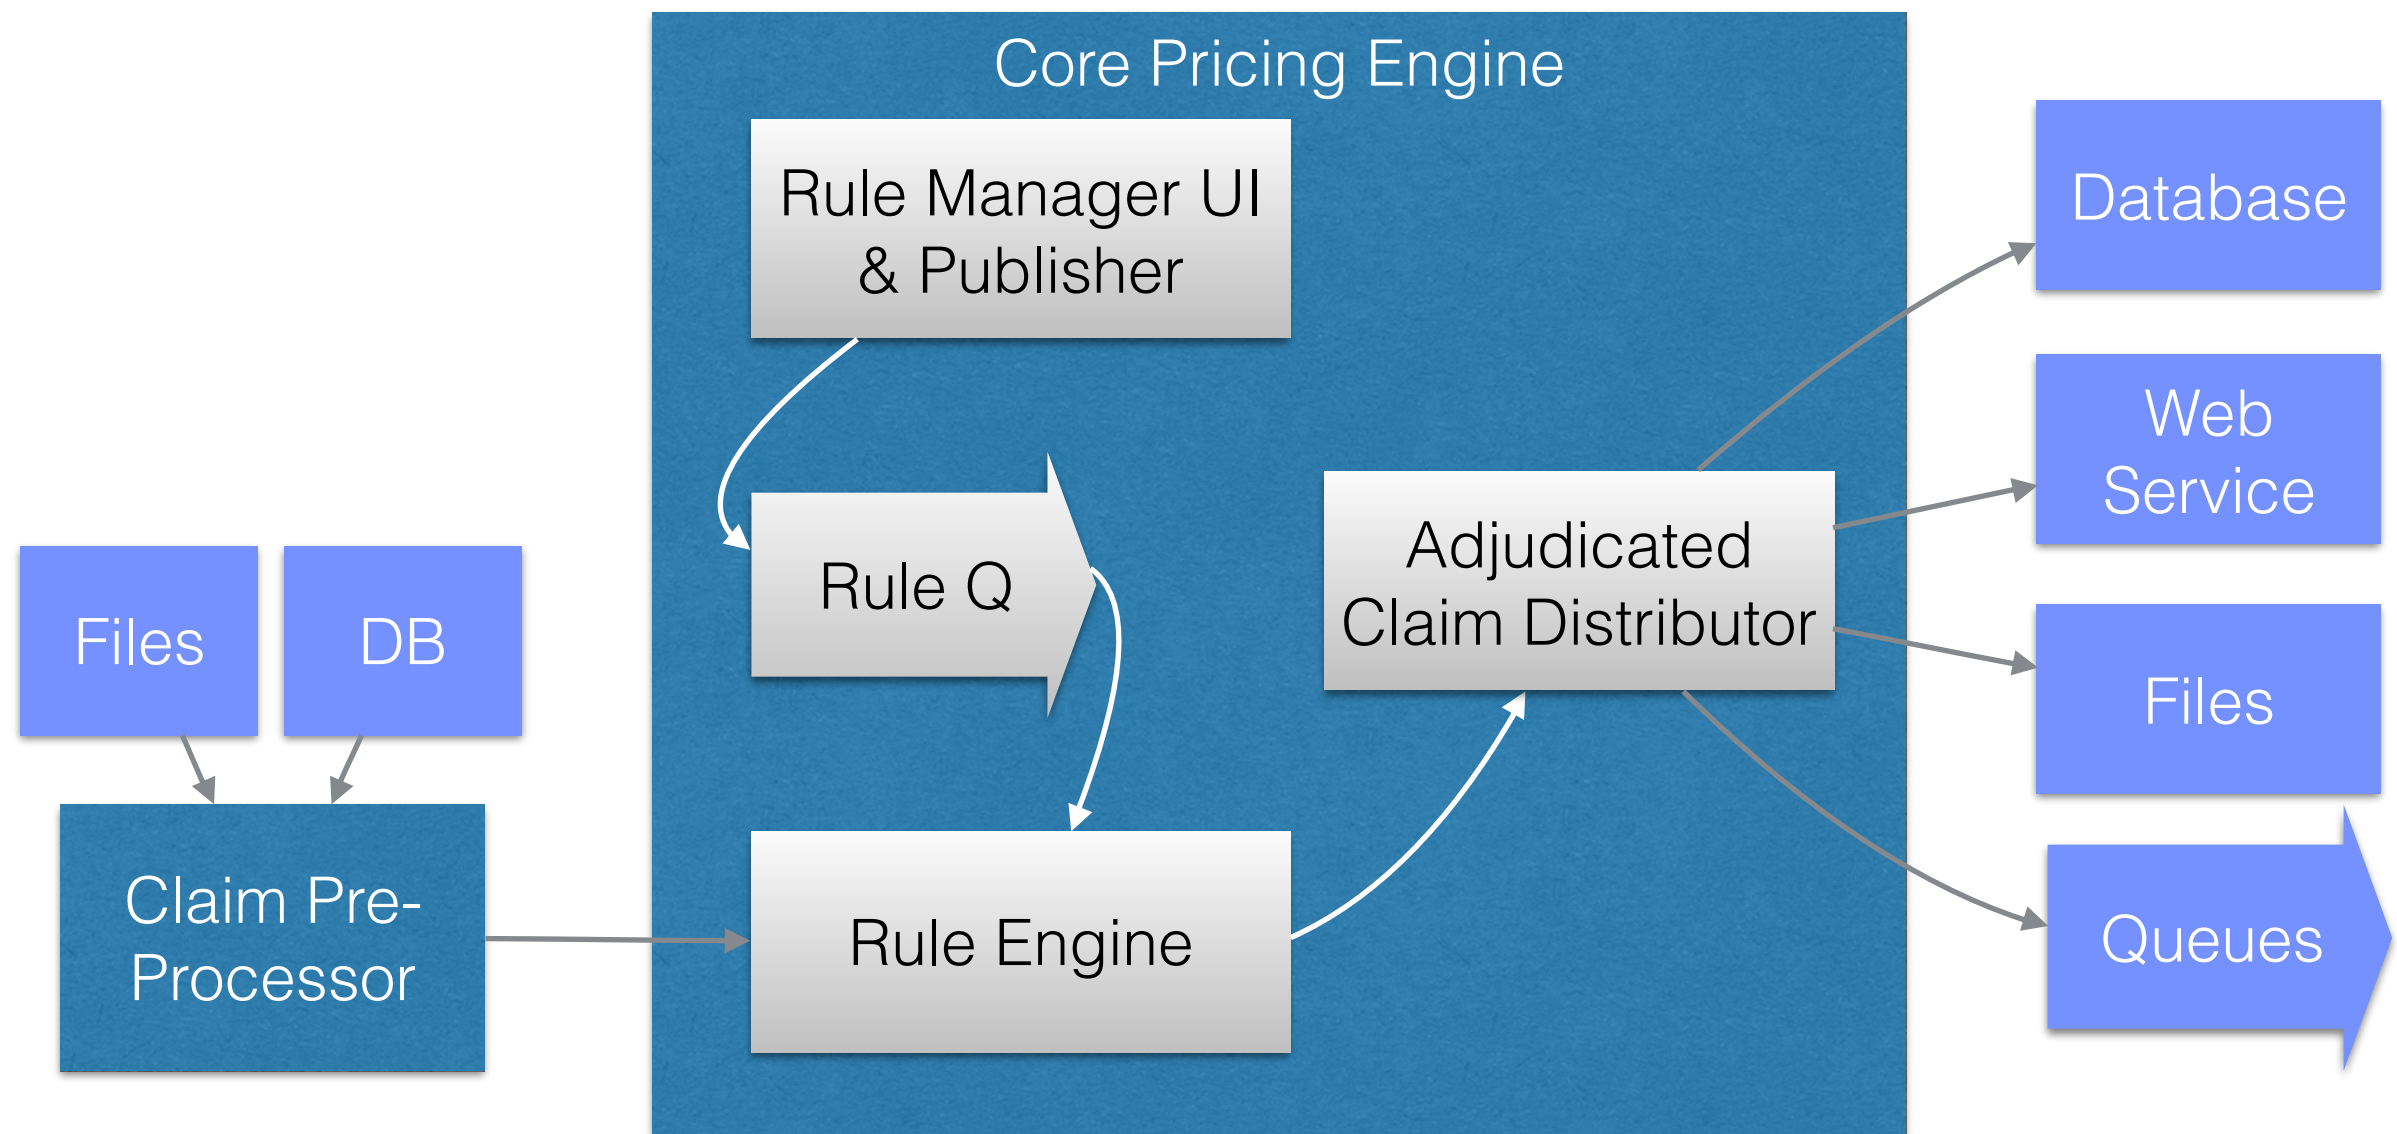 Core Pricing Engine
Rule Manager UI
& Publisher
Rule Q
Rule Engine
Adjudicated
Claim Distributor
Files
DB
Claim Pre-
Processor
Database
Web
Service
Files
Queues